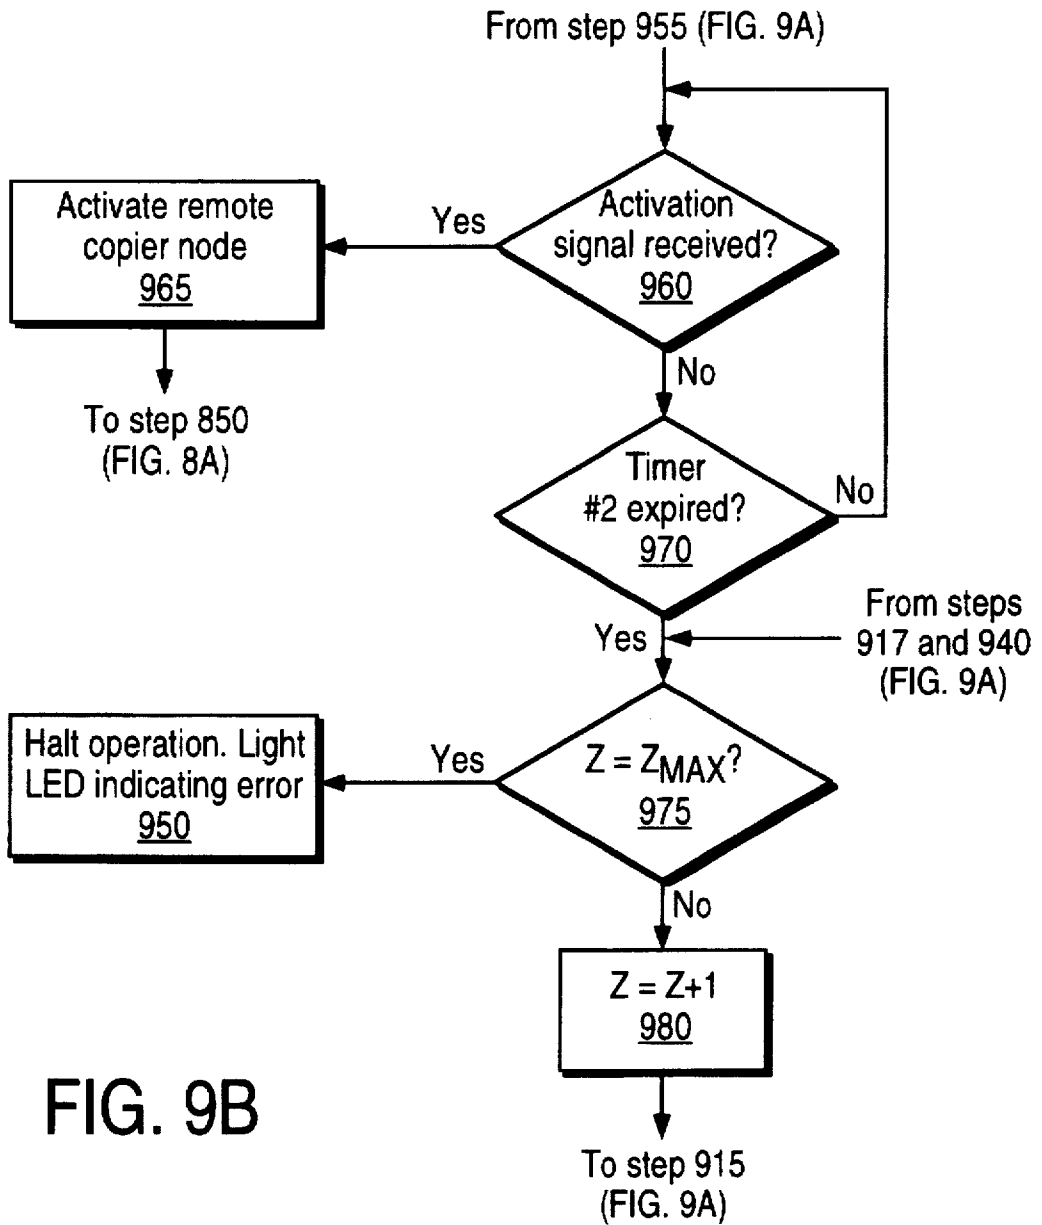 From step 955 (FIG. 9A)
Activation
signal received?
960
Yes
Activate remote
copier node
965
To step 850
(FIG. 8A)
No
Timer
#2 expired?
970
No
Yes
From steps
917 and 940
(FIG. 9A)
Z = ZMAX?
975
Yes
Halt operation. Light
LED indicating error
950
No
Z = Z+1
980
To step 915
(FIG. 9A)
FIG. 9B